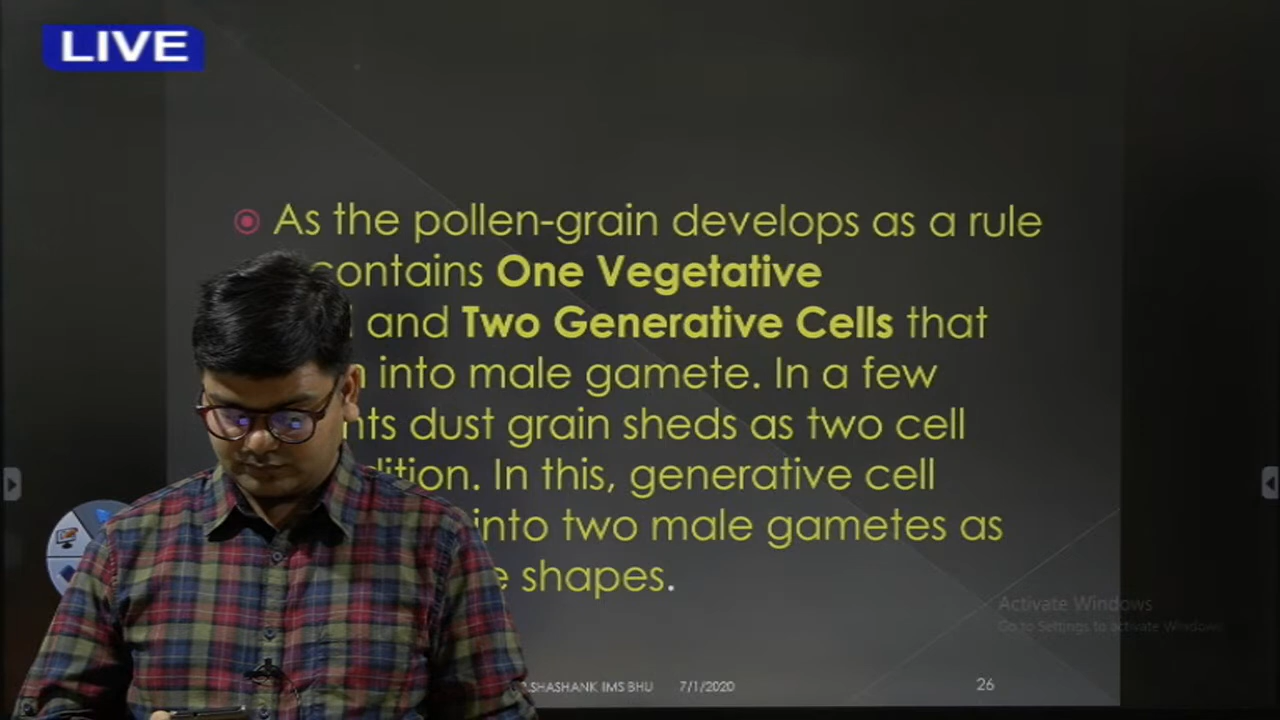 LIVE
As the pollen-grain develops as a rule
contains One Vegetative
and Two Generative Cells that
into male gamete. In a few
dust grain sheds as two cell
In this, generative cell
into two male gametes as
shapes.
Activate Windows
Go to Settings to activate Windows.
SHASHANK IMS BHU 7/1/2020 26